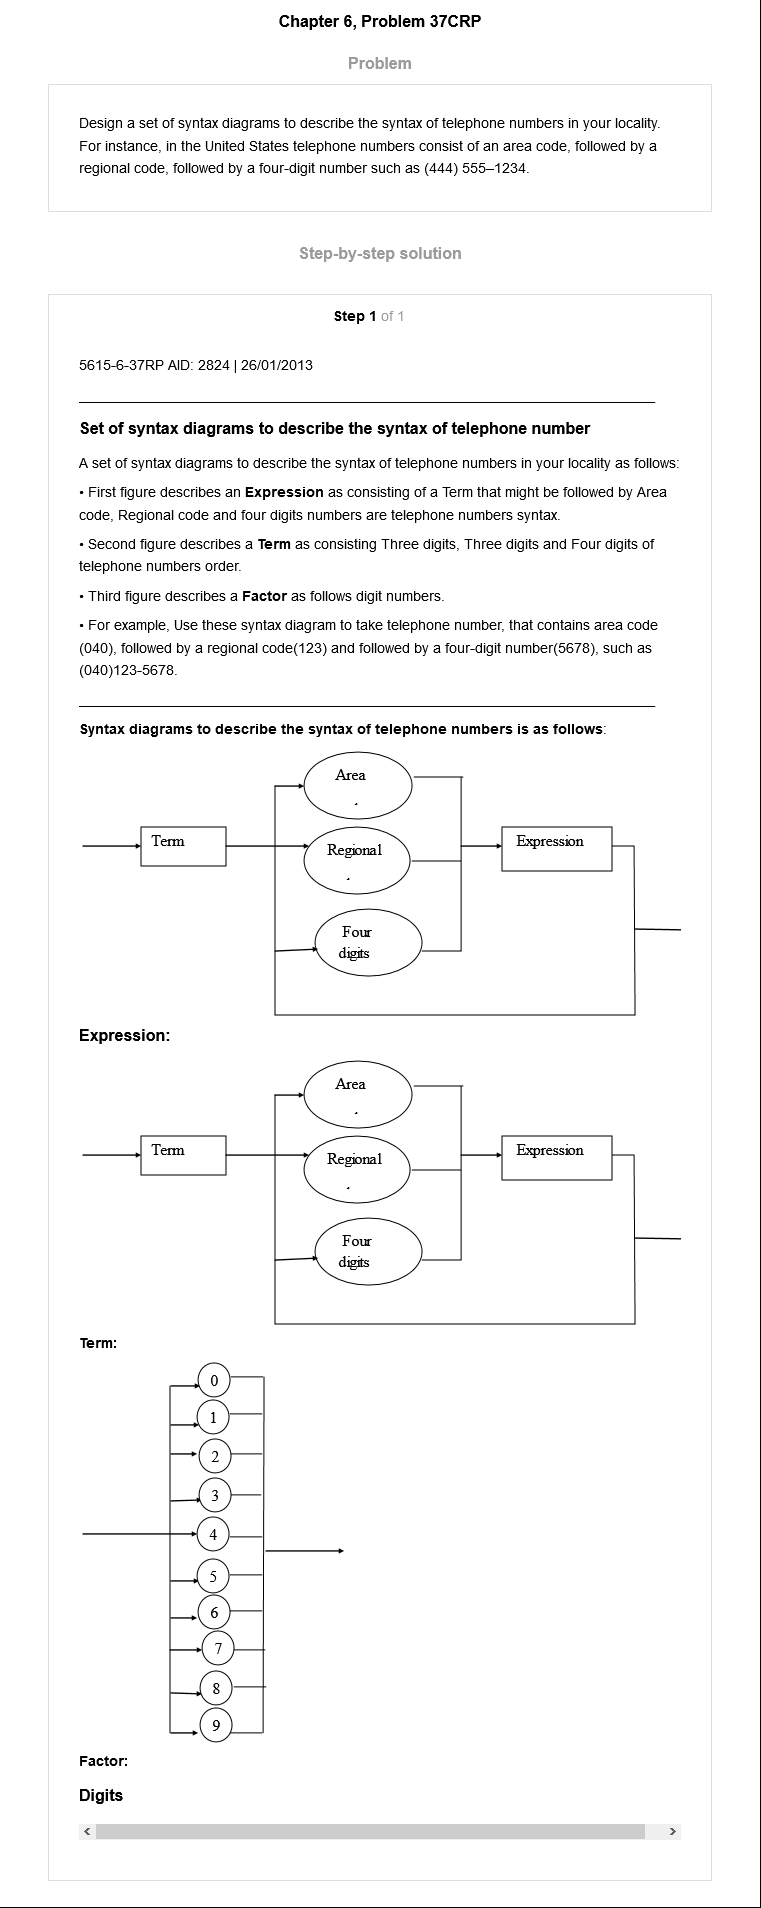 Chapter 6, Problem 37CRP
Problem
Design a set of syntax diagrams to describe the syntax of telephone numbers in your locality.
For instance, in the United States telephone numbers consist of an area code, followed by a
regional code, followed by a four-digit number such as (444) 555–1234.
Step-by-step solution
Step 1 of 1
5615-6-37RP AID: 2824 | 26/01/2013
Set of syntax diagrams to describe the syntax of telephone number
A set of syntax diagrams to describe the syntax of telephone numbers in your locality as follows:
• First figure describes an Expression as consisting of a Term that might be followed by Area
code, Regional code and four digits numbers are telephone numbers syntax.
• Second figure describes a Term as consisting Three digits, Three digits and Four digits of
telephone numbers order.
• Third figure describes a Factor as follows digit numbers.
• For example, Use these syntax diagram to take telephone number, that contains area code
(040), followed by a regional code(123) and followed by a four-digit number(5678), such as
(040)123-5678.
Syntax diagrams to describe the syntax of telephone numbers is as follows:
Area
Term
Regional
Expression
Four
digits
Expression:
Area
Term
Regional
Expression
Four
digits
Term:
0
1
2
3
4
5
6
7
8
9
Factor:
Digits